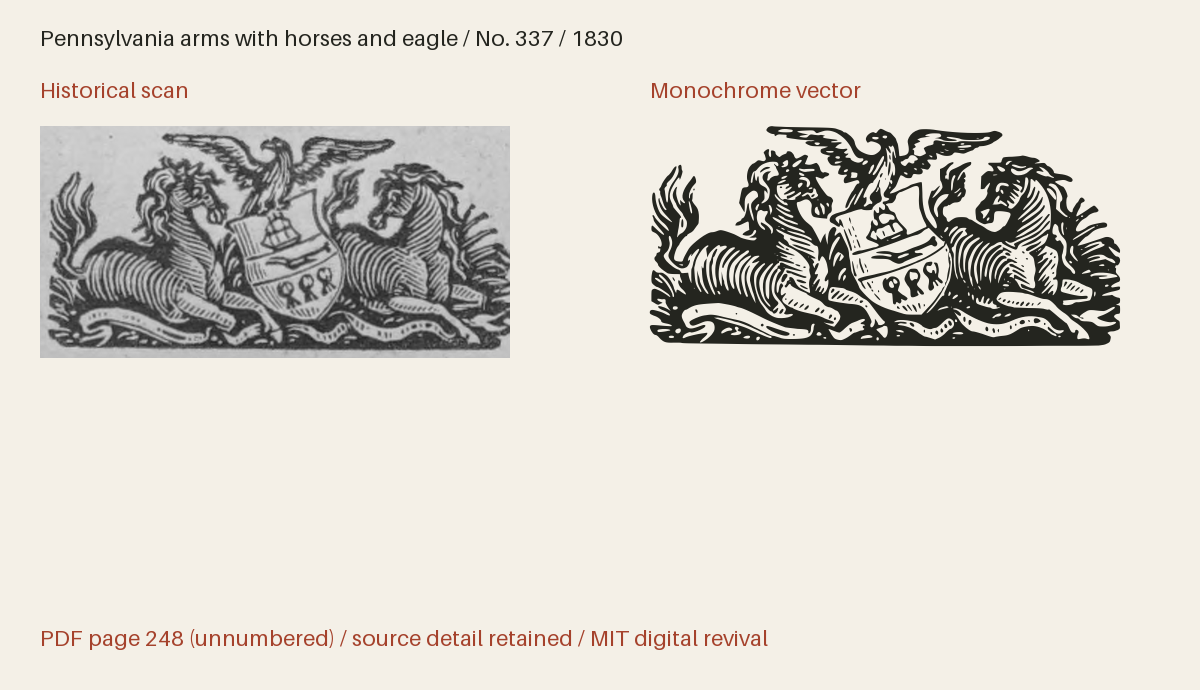 Pennsylvania arms with horses and eagle / No. 337 / 1830
Historical scan
Monochrome vector
PDF page 248 (unnumbered) / source detail retained / MIT digital revival